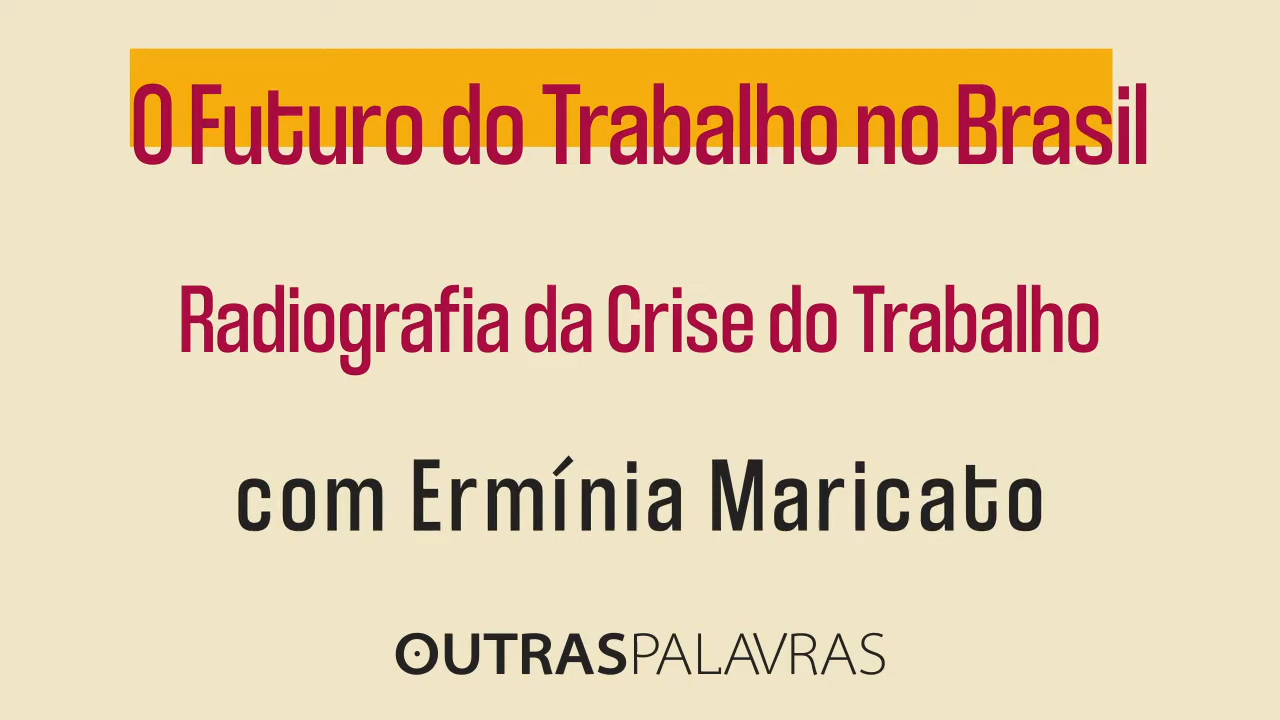 O Futuro do Trabalho no Brasil
Radiografia da Crise do Trabalho
com Ermínia Maricato
OUTRASPALAVRAS